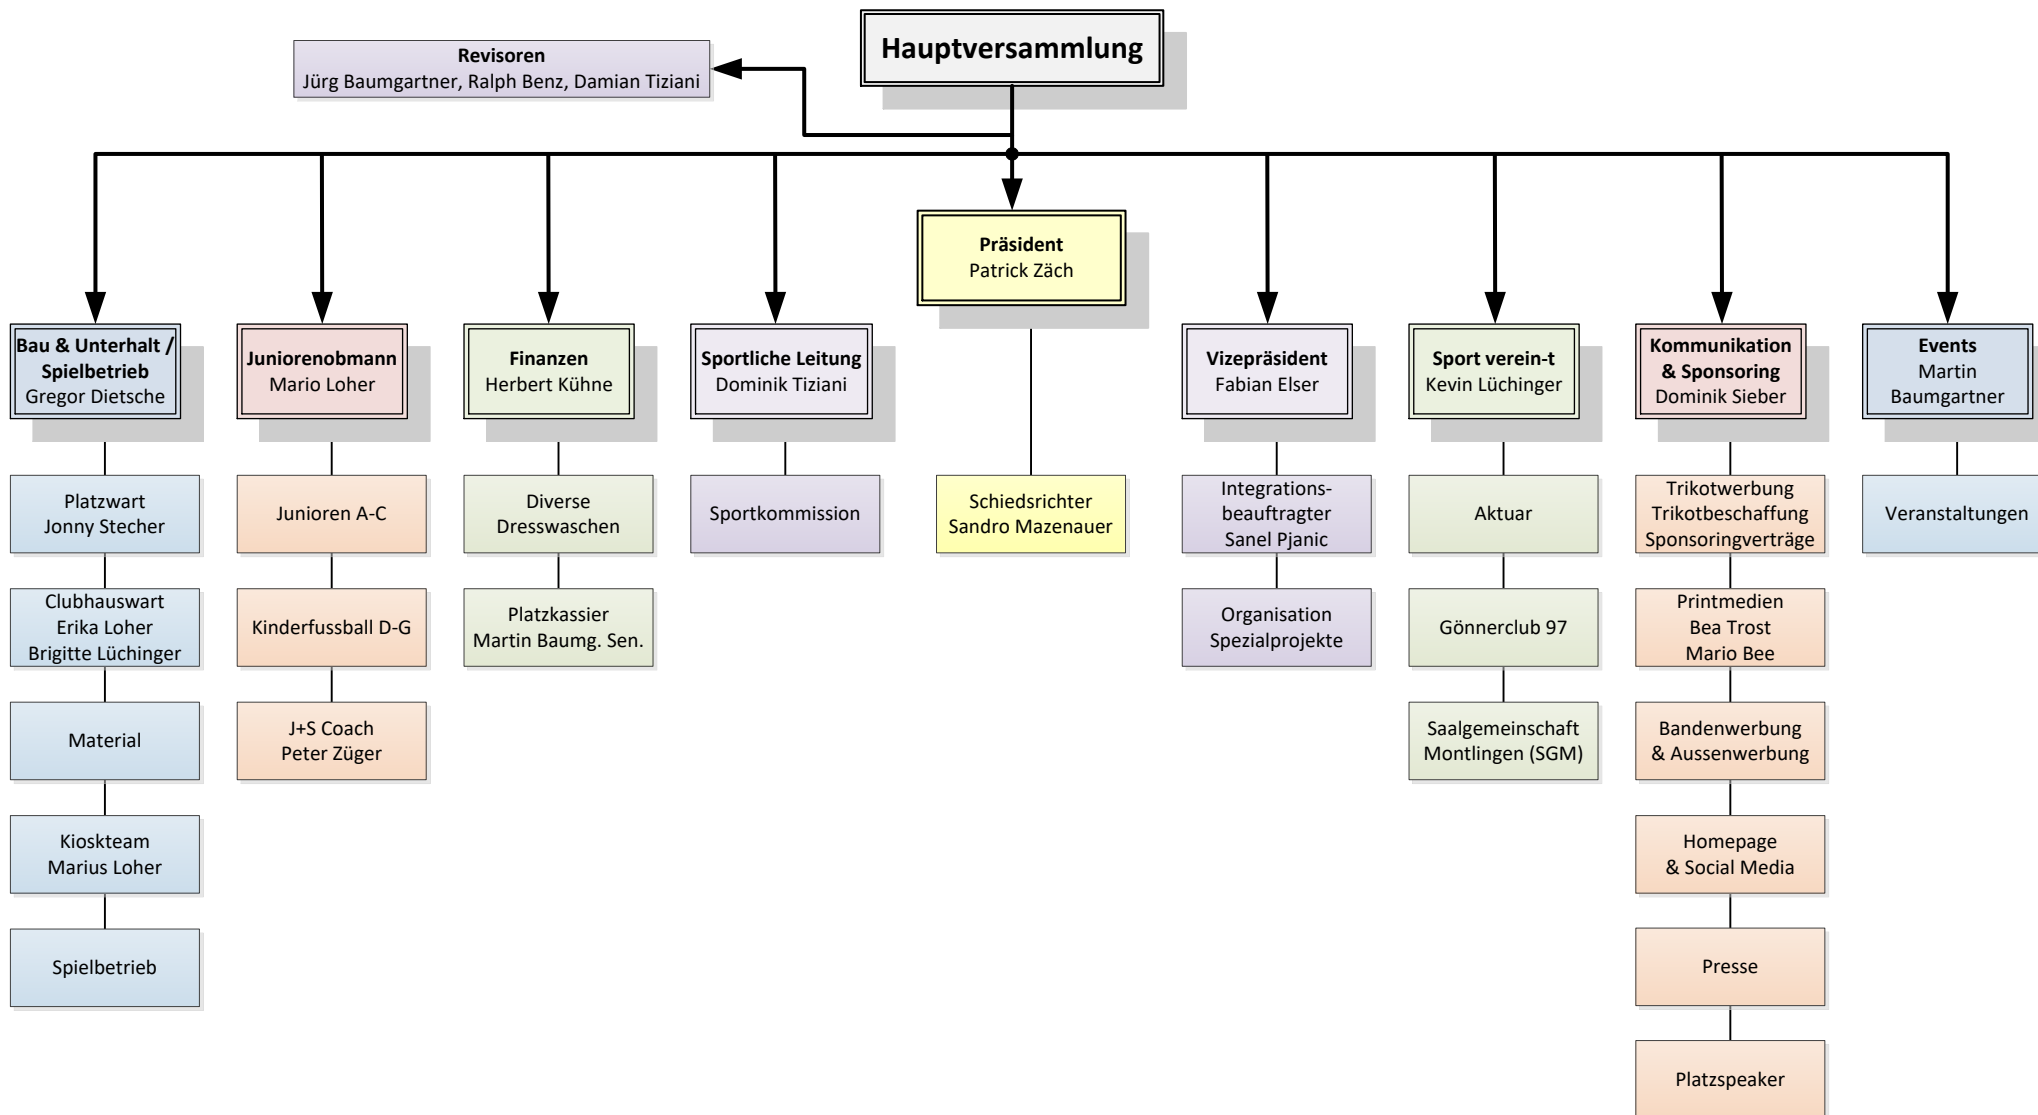 Hauptversammlung
Revisoren
Jürg Baumgartner, Ralph Benz, Damian Tiziani
Präsident
Patrick Zäch
Bau & Unterhalt /
Spielbetrieb
Gregor Dietsche
Juniorenobmann
Mario Loher
Finanzen
Herbert Kühne
Sportliche Leitung
Dominik Tiziani
Vizepräsident
Fabian Elser
Sport verein-t
Kevin Lüchinger
Kommunikation
& Sponsoring
Dominik Sieber
Events
Martin
Baumgartner
Platzwart
Jonny Stecher
Junioren A-C
Diverse
Dresswaschen
Sportkommission
Schiedsrichter
Sandro Mazenauer
Integrations-
beauftragter
Sanel Pjanic
Aktuar
Trikotwerbung
Trikotbeschaffung
Sponsoringverträge
Veranstaltungen
Clubhauswart
Erika Loher
Brigitte Lüchinger
Kinderfussball D-G
Platzkassier
Martin Baumg. Sen.
Organisation
Spezialprojekte
Gönnerclub 97
Printmedien
Bea Trost
Mario Bee
Material
J+S Coach
Peter Züger
Saalgemeinschaft
Montlingen (SGM)
Bandenwerbung
& Aussenwerbung
Kioskteam
Marius Loher
Homepage
& Social Media
Spielbetrieb
Presse
Platzspeaker